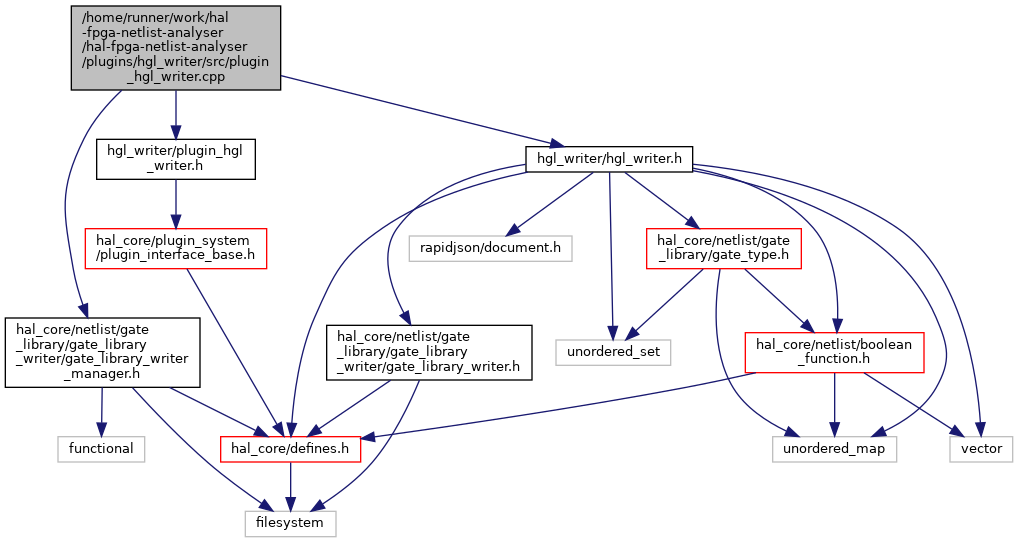 /home/runner/work/hal
-fpga-netlist-analyser
/hal-fpga-netlist-analyser
/plugins/hgl_writer/src/plugin
_hgl_writer.cpp
hgl_writer/plugin_hgl
_writer.h
hgl_writer/hgl_writer.h
hal_core/plugin_system
/plugin_interface_base.h
rapidjson/document.h
hal_core/netlist/gate
_library/gate_type.h
hal_core/netlist/gate
_library/gate_library
_writer/gate_library_writer
_manager.h
hal_core/netlist/gate
_library/gate_library
_writer/gate_library_writer.h
unordered_set
hal_core/netlist/boolean
_function.h
functional
hal_core/defines.h
unordered_map
vector
filesystem